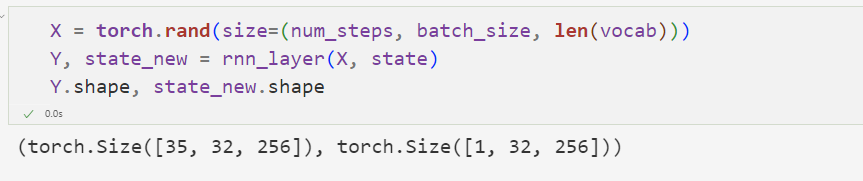 X = torch.rand(size=(num_steps, batch_size, len(vocab)))
Y, state_new = rnn_layer(X, state)
Y.shape, state_new.shape
✓ 0.0s
(torch.Size([35, 32, 256]), torch.Size([1, 32, 256]))